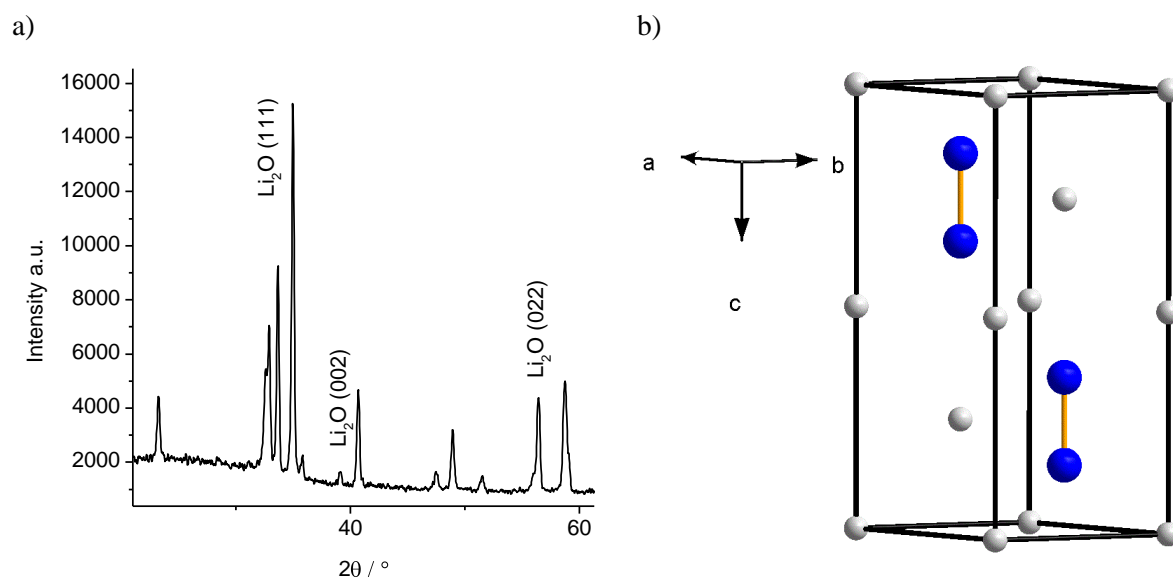 a)
16000
14000
12000
10000
8000
6000
4000
2000
Intensity a.u.
Li₂O (111)
Li₂O (002)
Li₂O (022)
40
60
2θ / °
b)
a
b
c